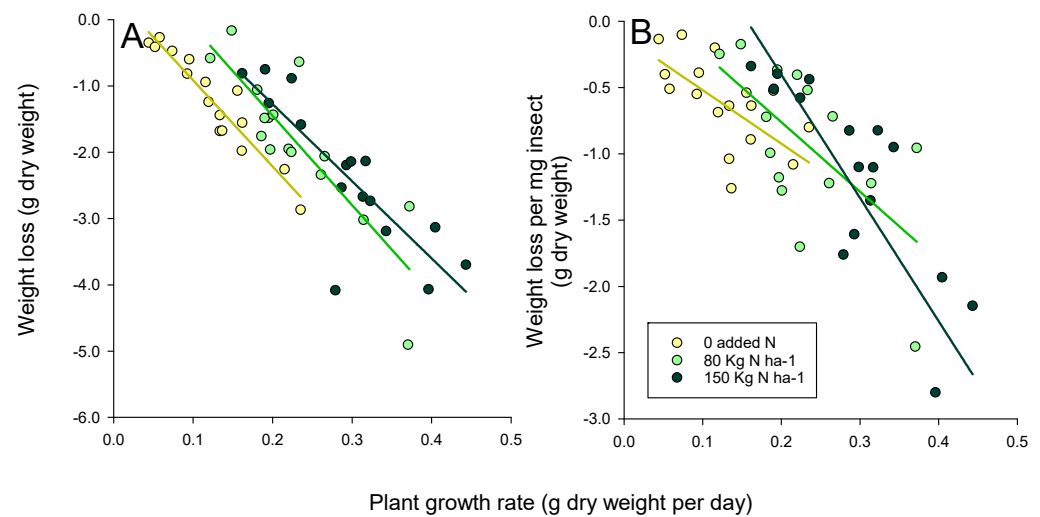 A
0.0
-1.0
-2.0
-3.0
-4.0
-5.0
-6.0
0.0 0.1 0.2 0.3 0.4 0.5
Weight loss (g dry weight)
B
0.0
-0.5
-1.0
-1.5
-2.0
-2.5
-3.0
0.0 0.1 0.2 0.3 0.4 0.5
Weight loss per mg insect
(g dry weight)
0 added N
80 Kg N ha-1
150 Kg N ha-1
Plant growth rate (g dry weight per day)